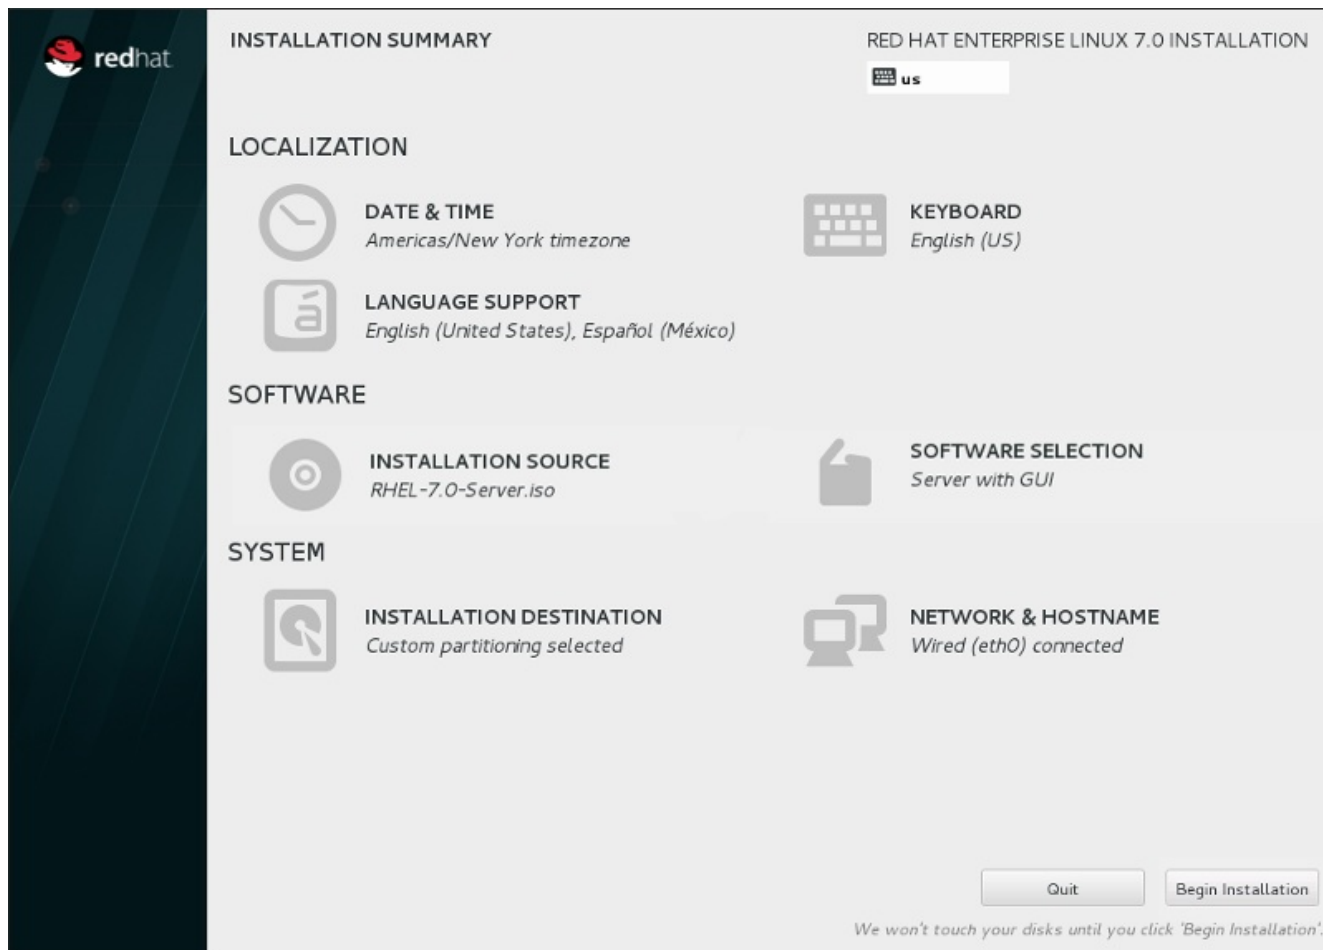 redhat.
INSTALLATION SUMMARY
RED HAT ENTERPRISE LINUX 7.0 INSTALLATION
us
LOCALIZATION
DATE & TIME
Americas/New York timezone
KEYBOARD
English (US)
á
LANGUAGE SUPPORT
English (United States), Español (México)
SOFTWARE
INSTALLATION SOURCE
RHEL-7.0-Server.iso
SOFTWARE SELECTION
Server with GUI
SYSTEM
INSTALLATION DESTINATION
Custom partitioning selected
NETWORK & HOSTNAME
Wired (eth0) connected
Quit
Begin Installation
We won't touch your disks until you click 'Begin Installation'.